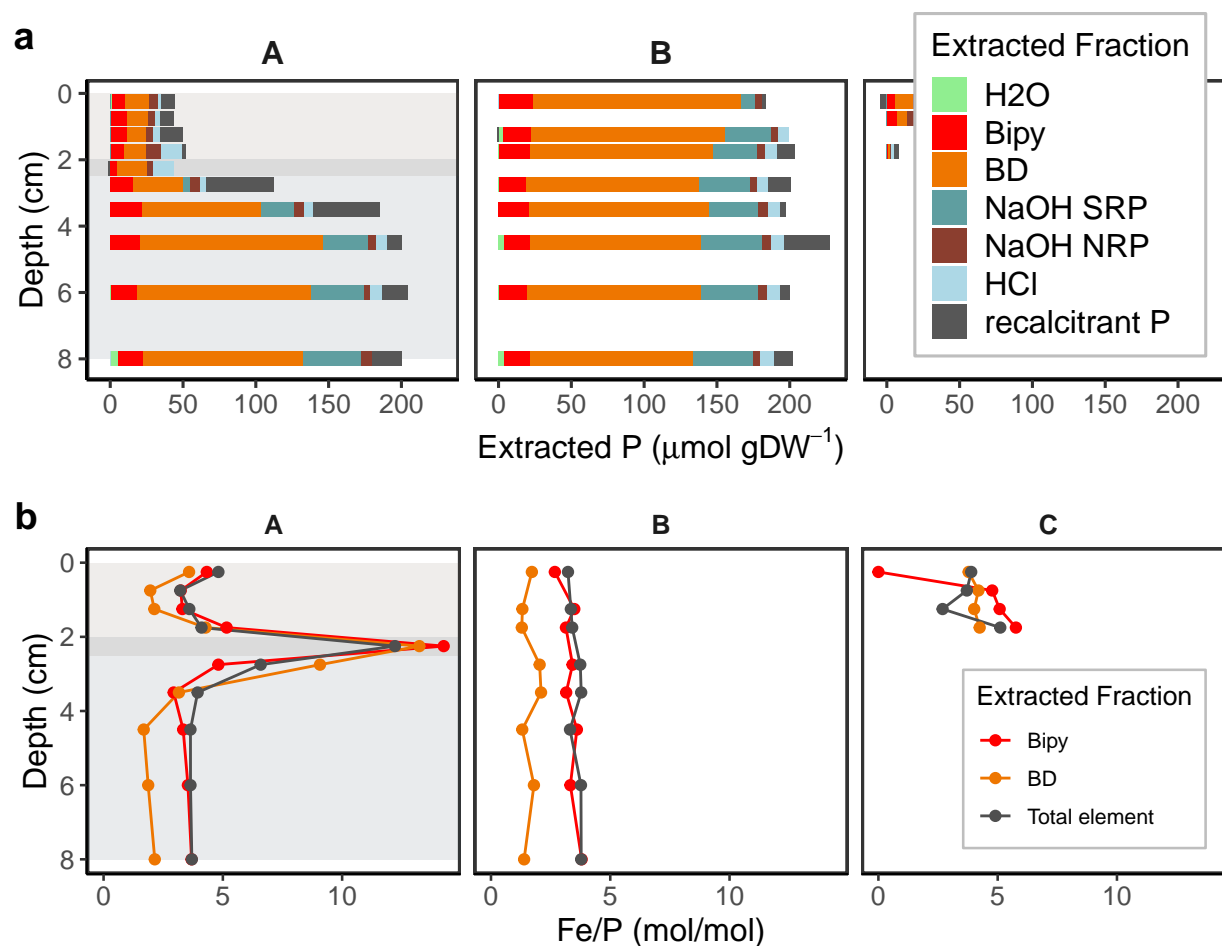 a
A
B
Extracted Fraction
H2O
Bipy
BD
NaOH SRP
NaOH NRP
HCl
recalcitrant P
Depth (cm)
0
2
4
6
8
0 50 100 150 200
0 50 100 150 200
0 50 100 150 200
Extracted P (μmol gDW⁻¹)
b
A
B
C
Depth (cm)
0
2
4
6
8
Extracted Fraction
Bipy
BD
Total element
0 5 10
0 5 10
0 5 10
Fe/P (mol/mol)